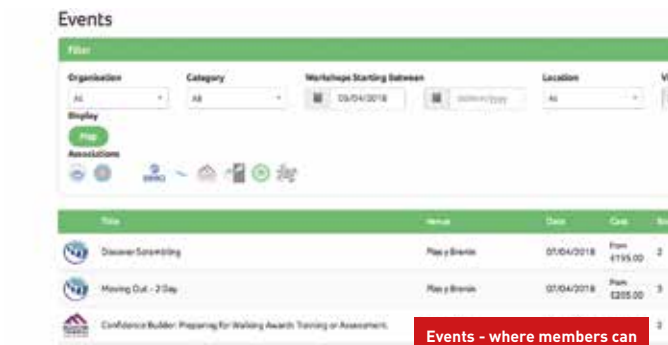 Events
Filter
Organisation Category Workshops Starting Between Location
All All 03/04/2018 All
Display
Map
Associations
Title Venue Date Cost
Discover Scrambling Plas y Brenin 07/04/2018 From £195.00 2
Moving Out - 2 Day Plas y Brenin 07/04/2018 From £205.00 3
Confidence Builder: Preparing for Walking Awards Training or Assessment.
Events - where members can